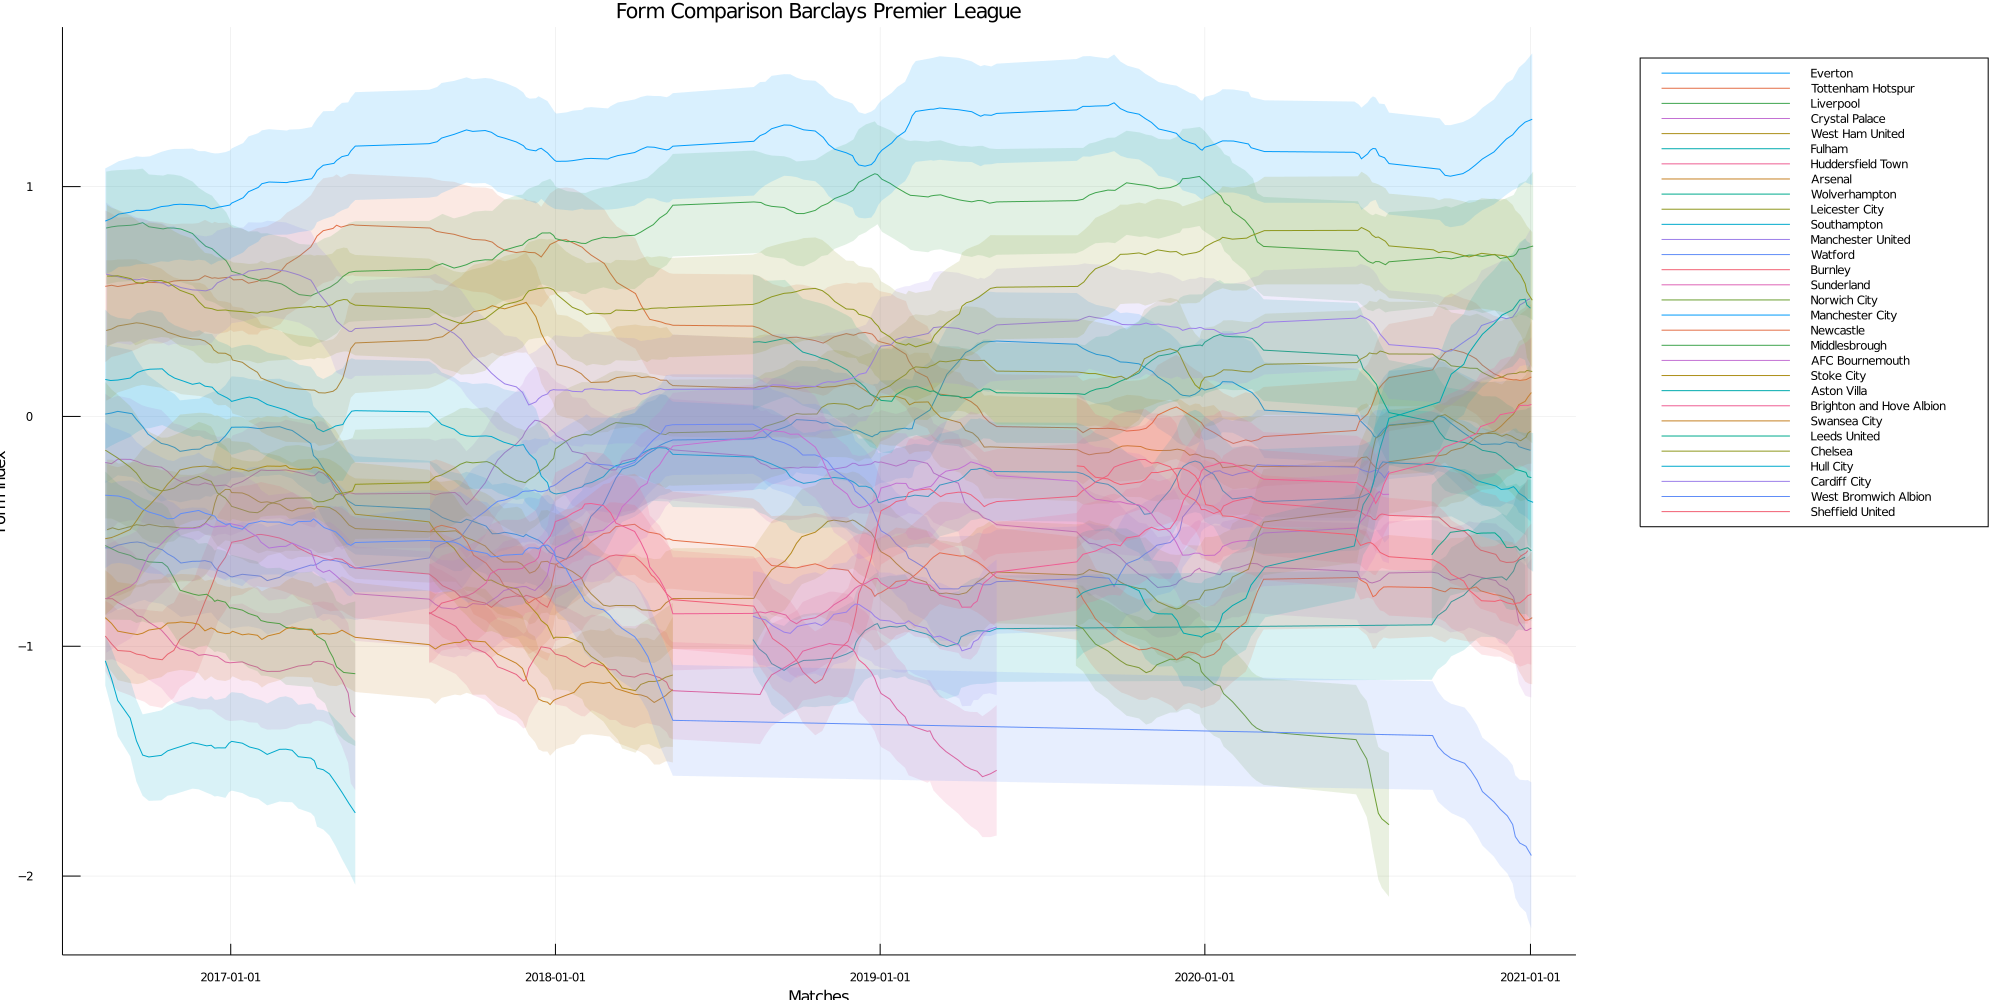 Form Comparison Barclays Premier League
Everton
Tottenham Hotspur
Liverpool
Crystal Palace
West Ham United
Fulham
Huddersfield Town
Arsenal
Wolverhampton
Leicester City
Southampton
Manchester United
Watford
Burnley
Sunderland
Norwich City
Manchester City
Newcastle
Middlesbrough
AFC Bournemouth
Stoke City
Aston Villa
Brighton and Hove Albion
Swansea City
Leeds United
Chelsea
Hull City
Cardiff City
West Bromwich Albion
Sheffield United
1
0
−1
−2
Form Index
2017-01-01
2018-01-01
2019-01-01
2020-01-01
2021-01-01
Matches